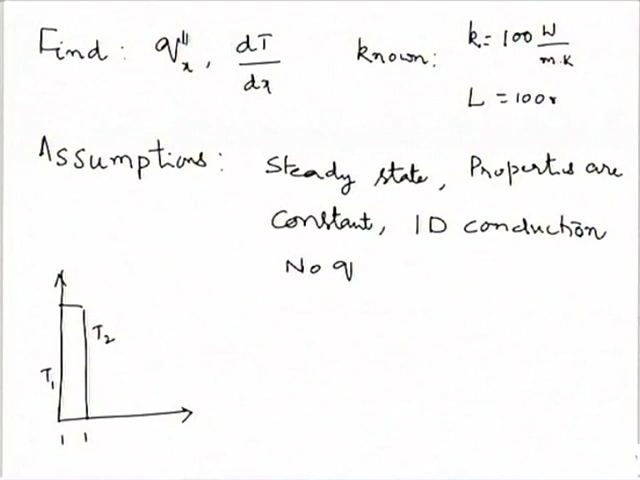 Find: q″ₓ, dT/dx known: k = 100 W/m·K
L = 100
Assumptions: Steady state, Properties are
constant, 1D conduction
No q
T₂
T₁